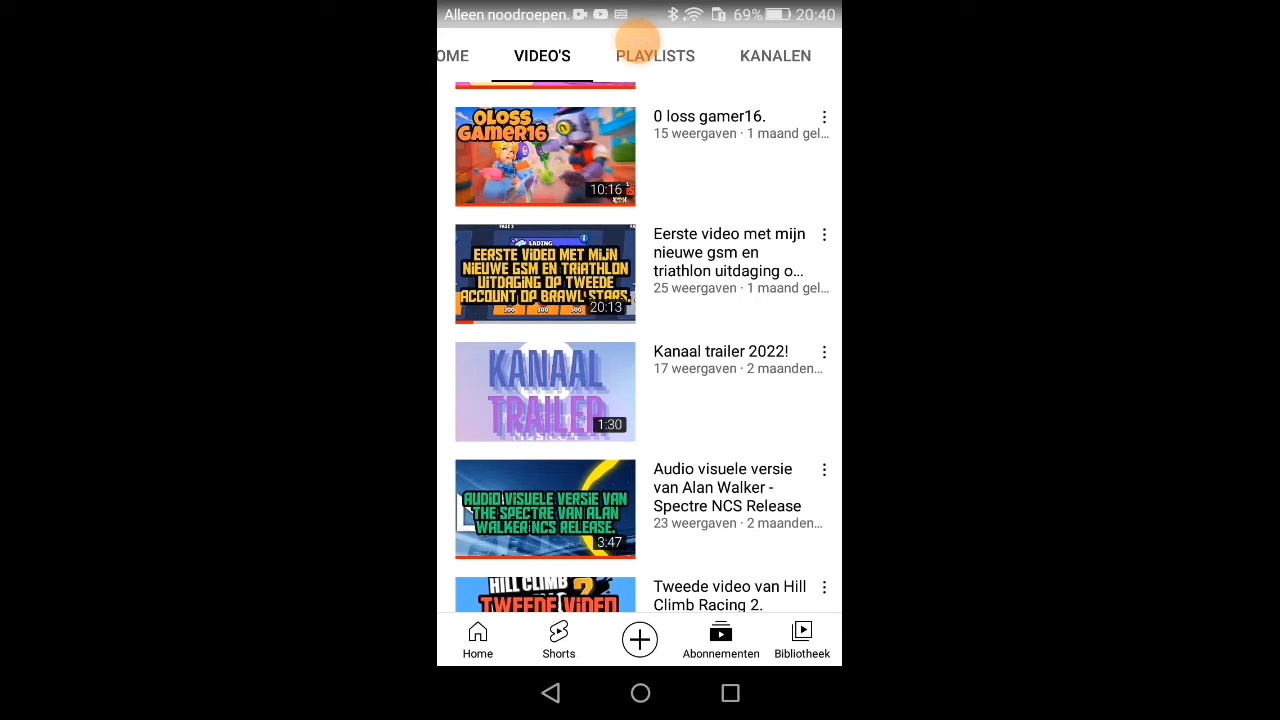 Alleen noodroepen. 69% 20:40
OME VIDEO'S PLAYLISTS KANALEN
OLOSS
GAMER16
10:16
0 loss gamer16.
15 weergaven · 1 maand gel...
LADING
EERSTE VIDEO MET MIJN
NIEUWE GSM EN TRIATHLON
UITDAGING OP TWEEDE
ACCOUNT OP BRAWL STARS.
200 300 500
20:13
Eerste video met mijn
nieuwe gsm en
triathlon uitdaging o...
25 weergaven · 1 maand gel...
KANAAL
TRAILER
1:30
Kanaal trailer 2022!
17 weergaven · 2 maanden...
AUDIO VISUELE VERSIE VAN
THE SPECTRE VAN ALAN
WALKER NCS RELEASE.
3:47
Audio visuele versie
van Alan Walker -
Spectre NCS Release
23 weergaven · 2 maanden...
HILL CLIMB
2
TWEEDE VIDEO
Tweede video van Hill
Climb Racing 2.
Home Shorts Abonnementen Bibliotheek